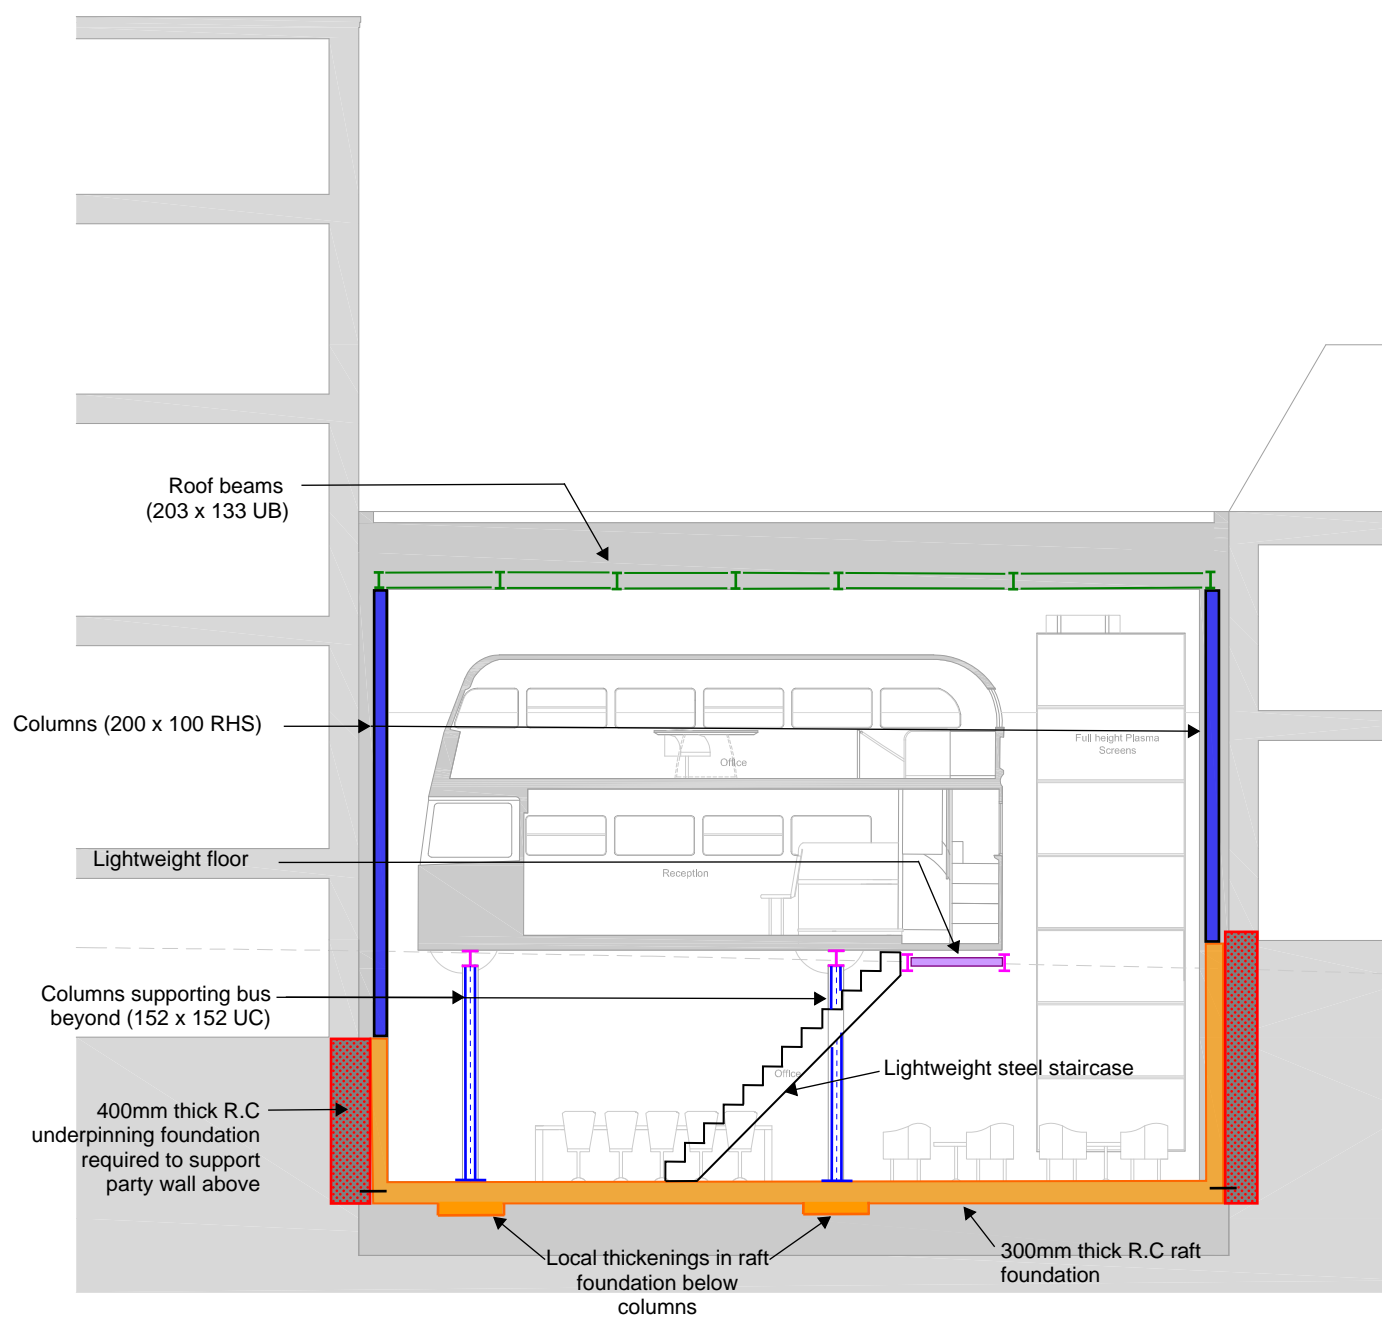 Roof beams
(203 x 133 UB)
Columns (200 x 100 RHS)
Full height Plasma
Screens
Office
Lightweight floor
Reception
Columns supporting bus
beyond (152 x 152 UC)
Lightweight steel staircase
Office
400mm thick R.C
underpinning foundation
required to support
party wall above
Local thickenings in raft
foundation below
columns
300mm thick R.C raft
foundation